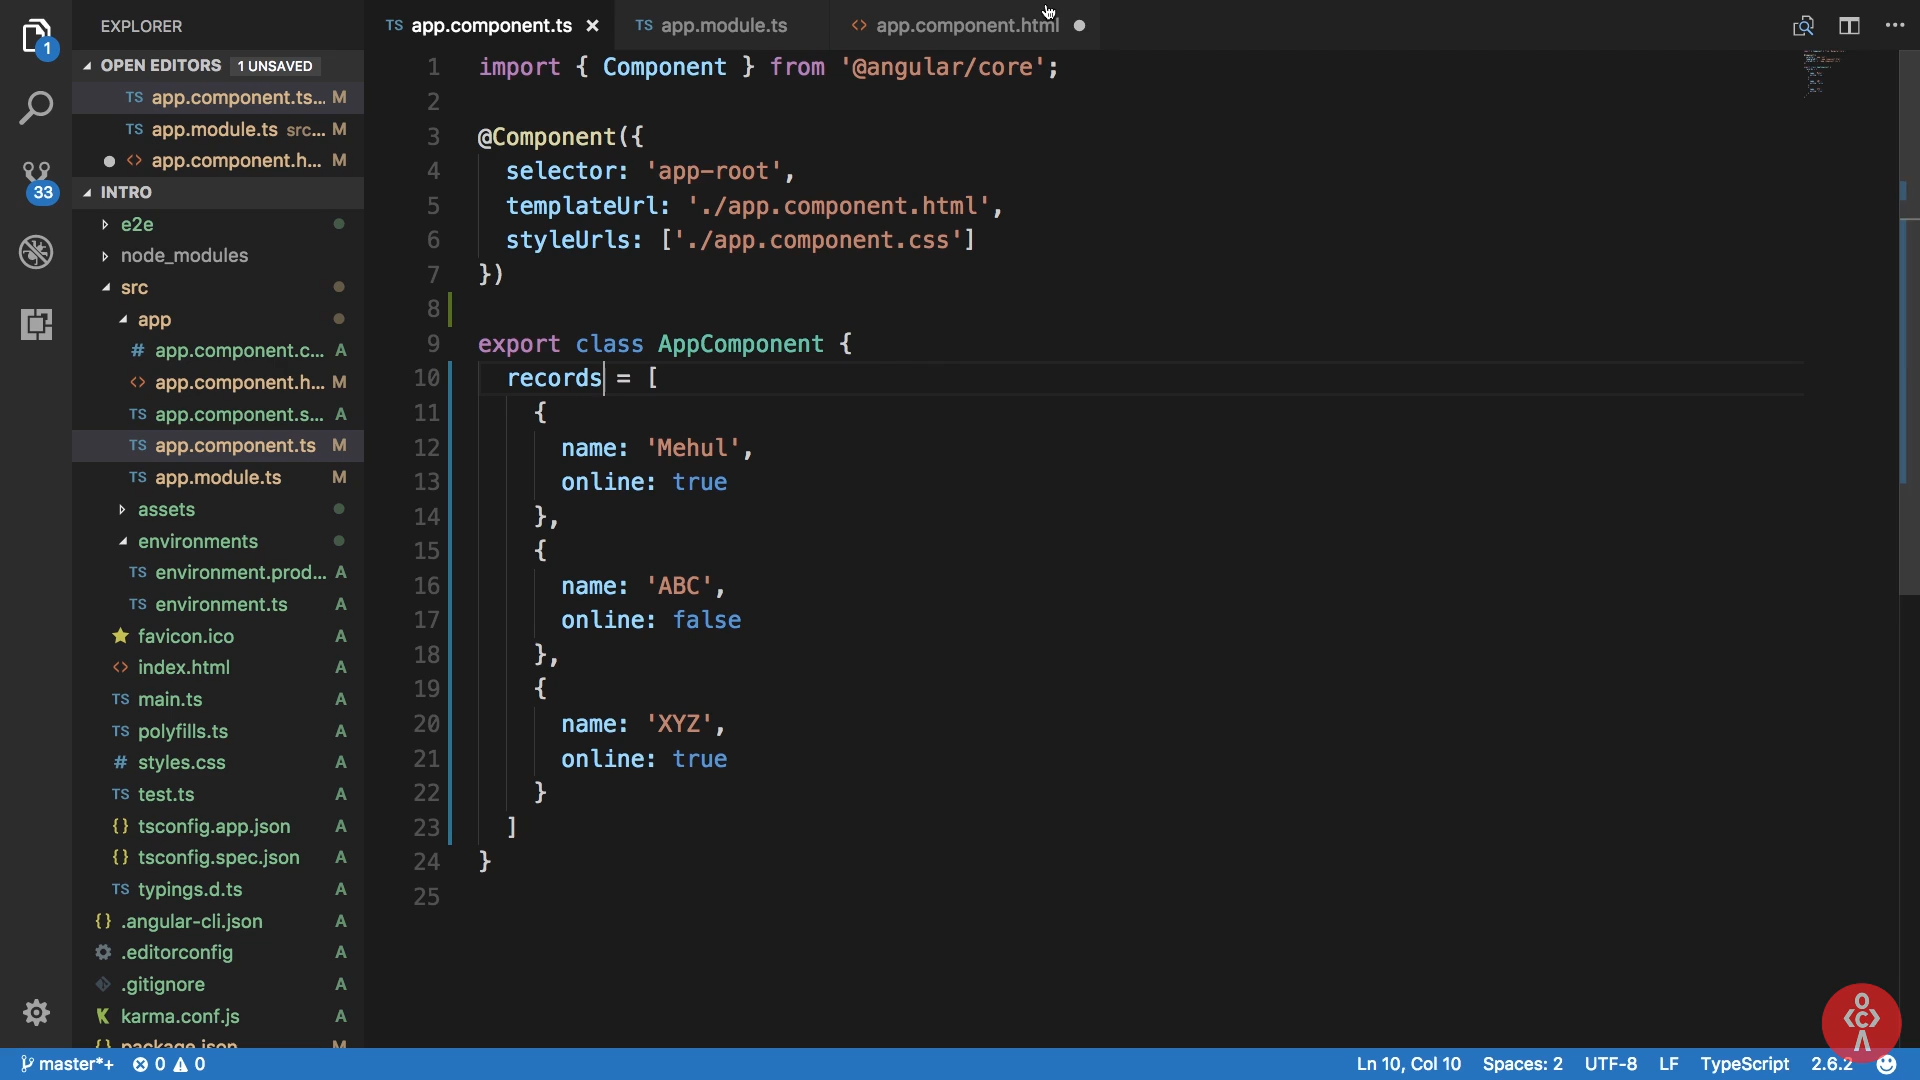 1
33
EXPLORER
OPEN EDITORS 1 UNSAVED
TS app.component.ts... M
TS app.module.ts src... M
<> app.component.h... M
INTRO
e2e
node_modules
src
app
# app.component.c... A
<> app.component.h... M
TS app.component.s... A
TS app.component.ts M
TS app.module.ts M
assets
environments
TS environment.prod... A
TS environment.ts A
favicon.ico A
<> index.html A
TS main.ts A
TS polyfills.ts A
# styles.css A
TS test.ts A
{} tsconfig.app.json A
{} tsconfig.spec.json A
TS typings.d.ts A
{} .angular-cli.json A
.editorconfig A
.gitignore A
K karma.conf.js A
{} package.json M
TS app.component.ts × TS app.module.ts <> app.component.html
1 import { Component } from '@angular/core';
2
3 @Component({
4 selector: 'app-root',
5 templateUrl: './app.component.html',
6 styleUrls: ['./app.component.css']
7 })
8
9 export class AppComponent {
10 records = [
11 {
12 name: 'Mehul',
13 online: true
14 },
15 {
16 name: 'ABC',
17 online: false
18 },
19 {
20 name: 'XYZ',
21 online: true
22 }
23 ]
24 }
25
master*+ 0 0 Ln 10, Col 10 Spaces: 2 UTF-8 LF TypeScript 2.6.2